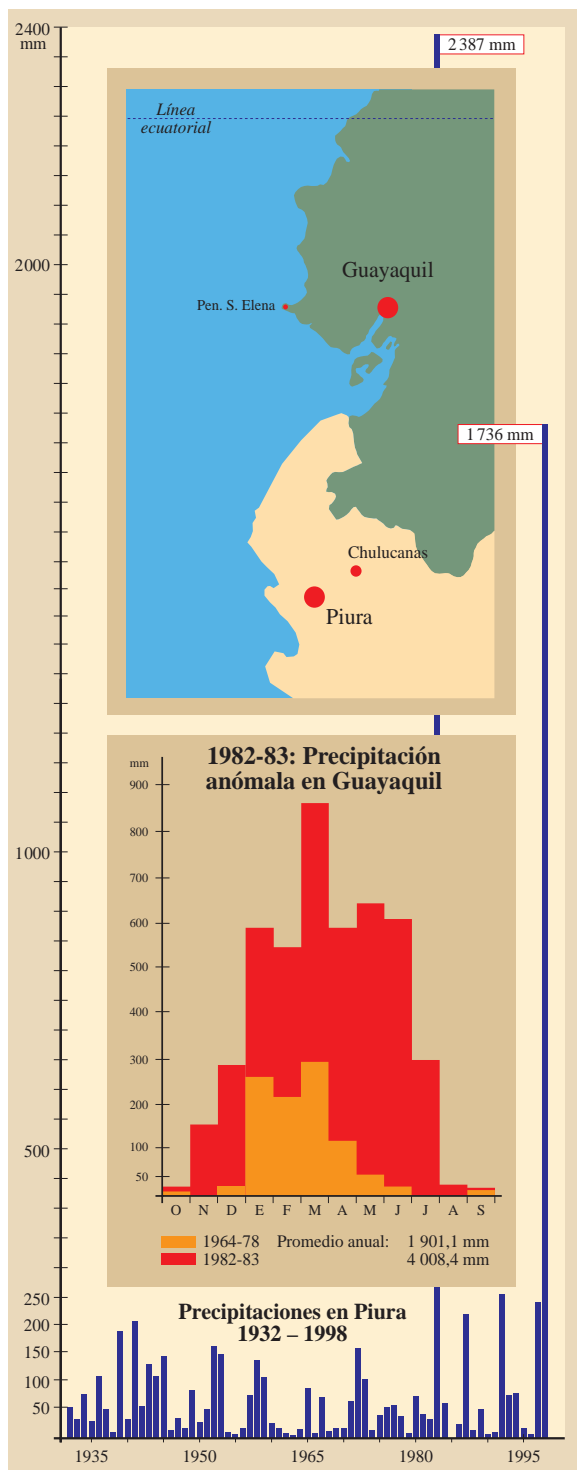 2400
mm
2 387 mm
Línea
ecuatorial
2000
Guayaquil
Pen. S. Elena
1 736 mm
Chulucanas
Piura
1000
1982-83: Precipitación
anómala en Guayaquil
mm
900
800
700
600
500
400
300
200
100
50
O N D E F M A M J J A S
1964-78 Promedio anual: 1 901,1 mm
1982-83 4 008,4 mm
500
Precipitaciones en Piura
1932 – 1998
250
200
150
100
50
1935 1950 1965 1980 1995